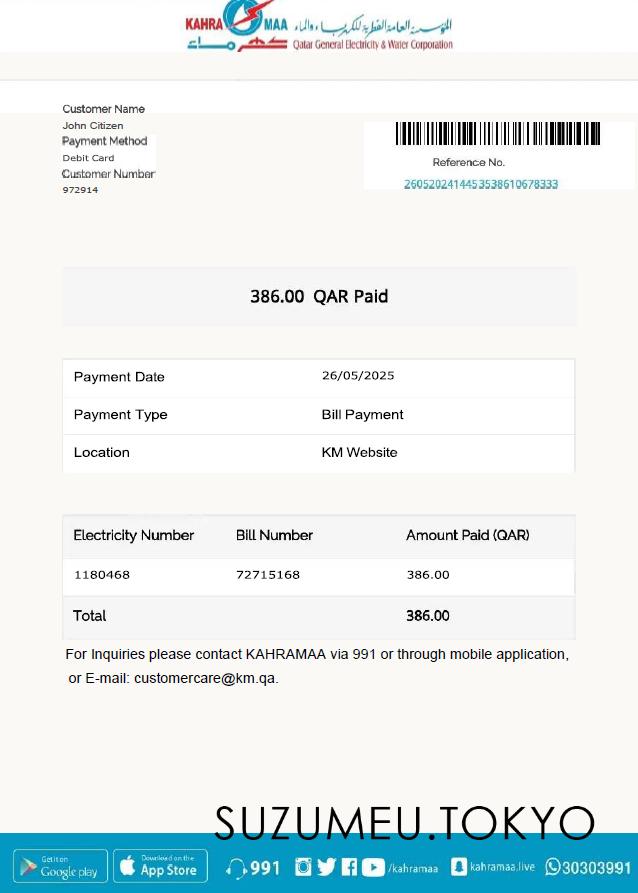 KAHRA MAA المؤسسة العامة القطرية للكهرباء والماء
كهرماء Qatar General Electricity & Water Corporation
Customer Name
John Citizen
Payment Method
Debit Card
Customer Number
972914
Reference No.
2605202414453538610678333
386.00 QAR Paid
Payment Date 26/05/2025
Payment Type Bill Payment
Location KM Website
Electricity Number Bill Number Amount Paid (QAR)
1180468 72715168 386.00
Total 386.00
For Inquiries please contact KAHRAMAA via 991 or through mobile application,
or E-mail: customercare@km.qa.
SUZUMEU.TOKYO
Get it on
Google play
Download on the
App Store
991
/kahramaa
kahramaa.live
30303991